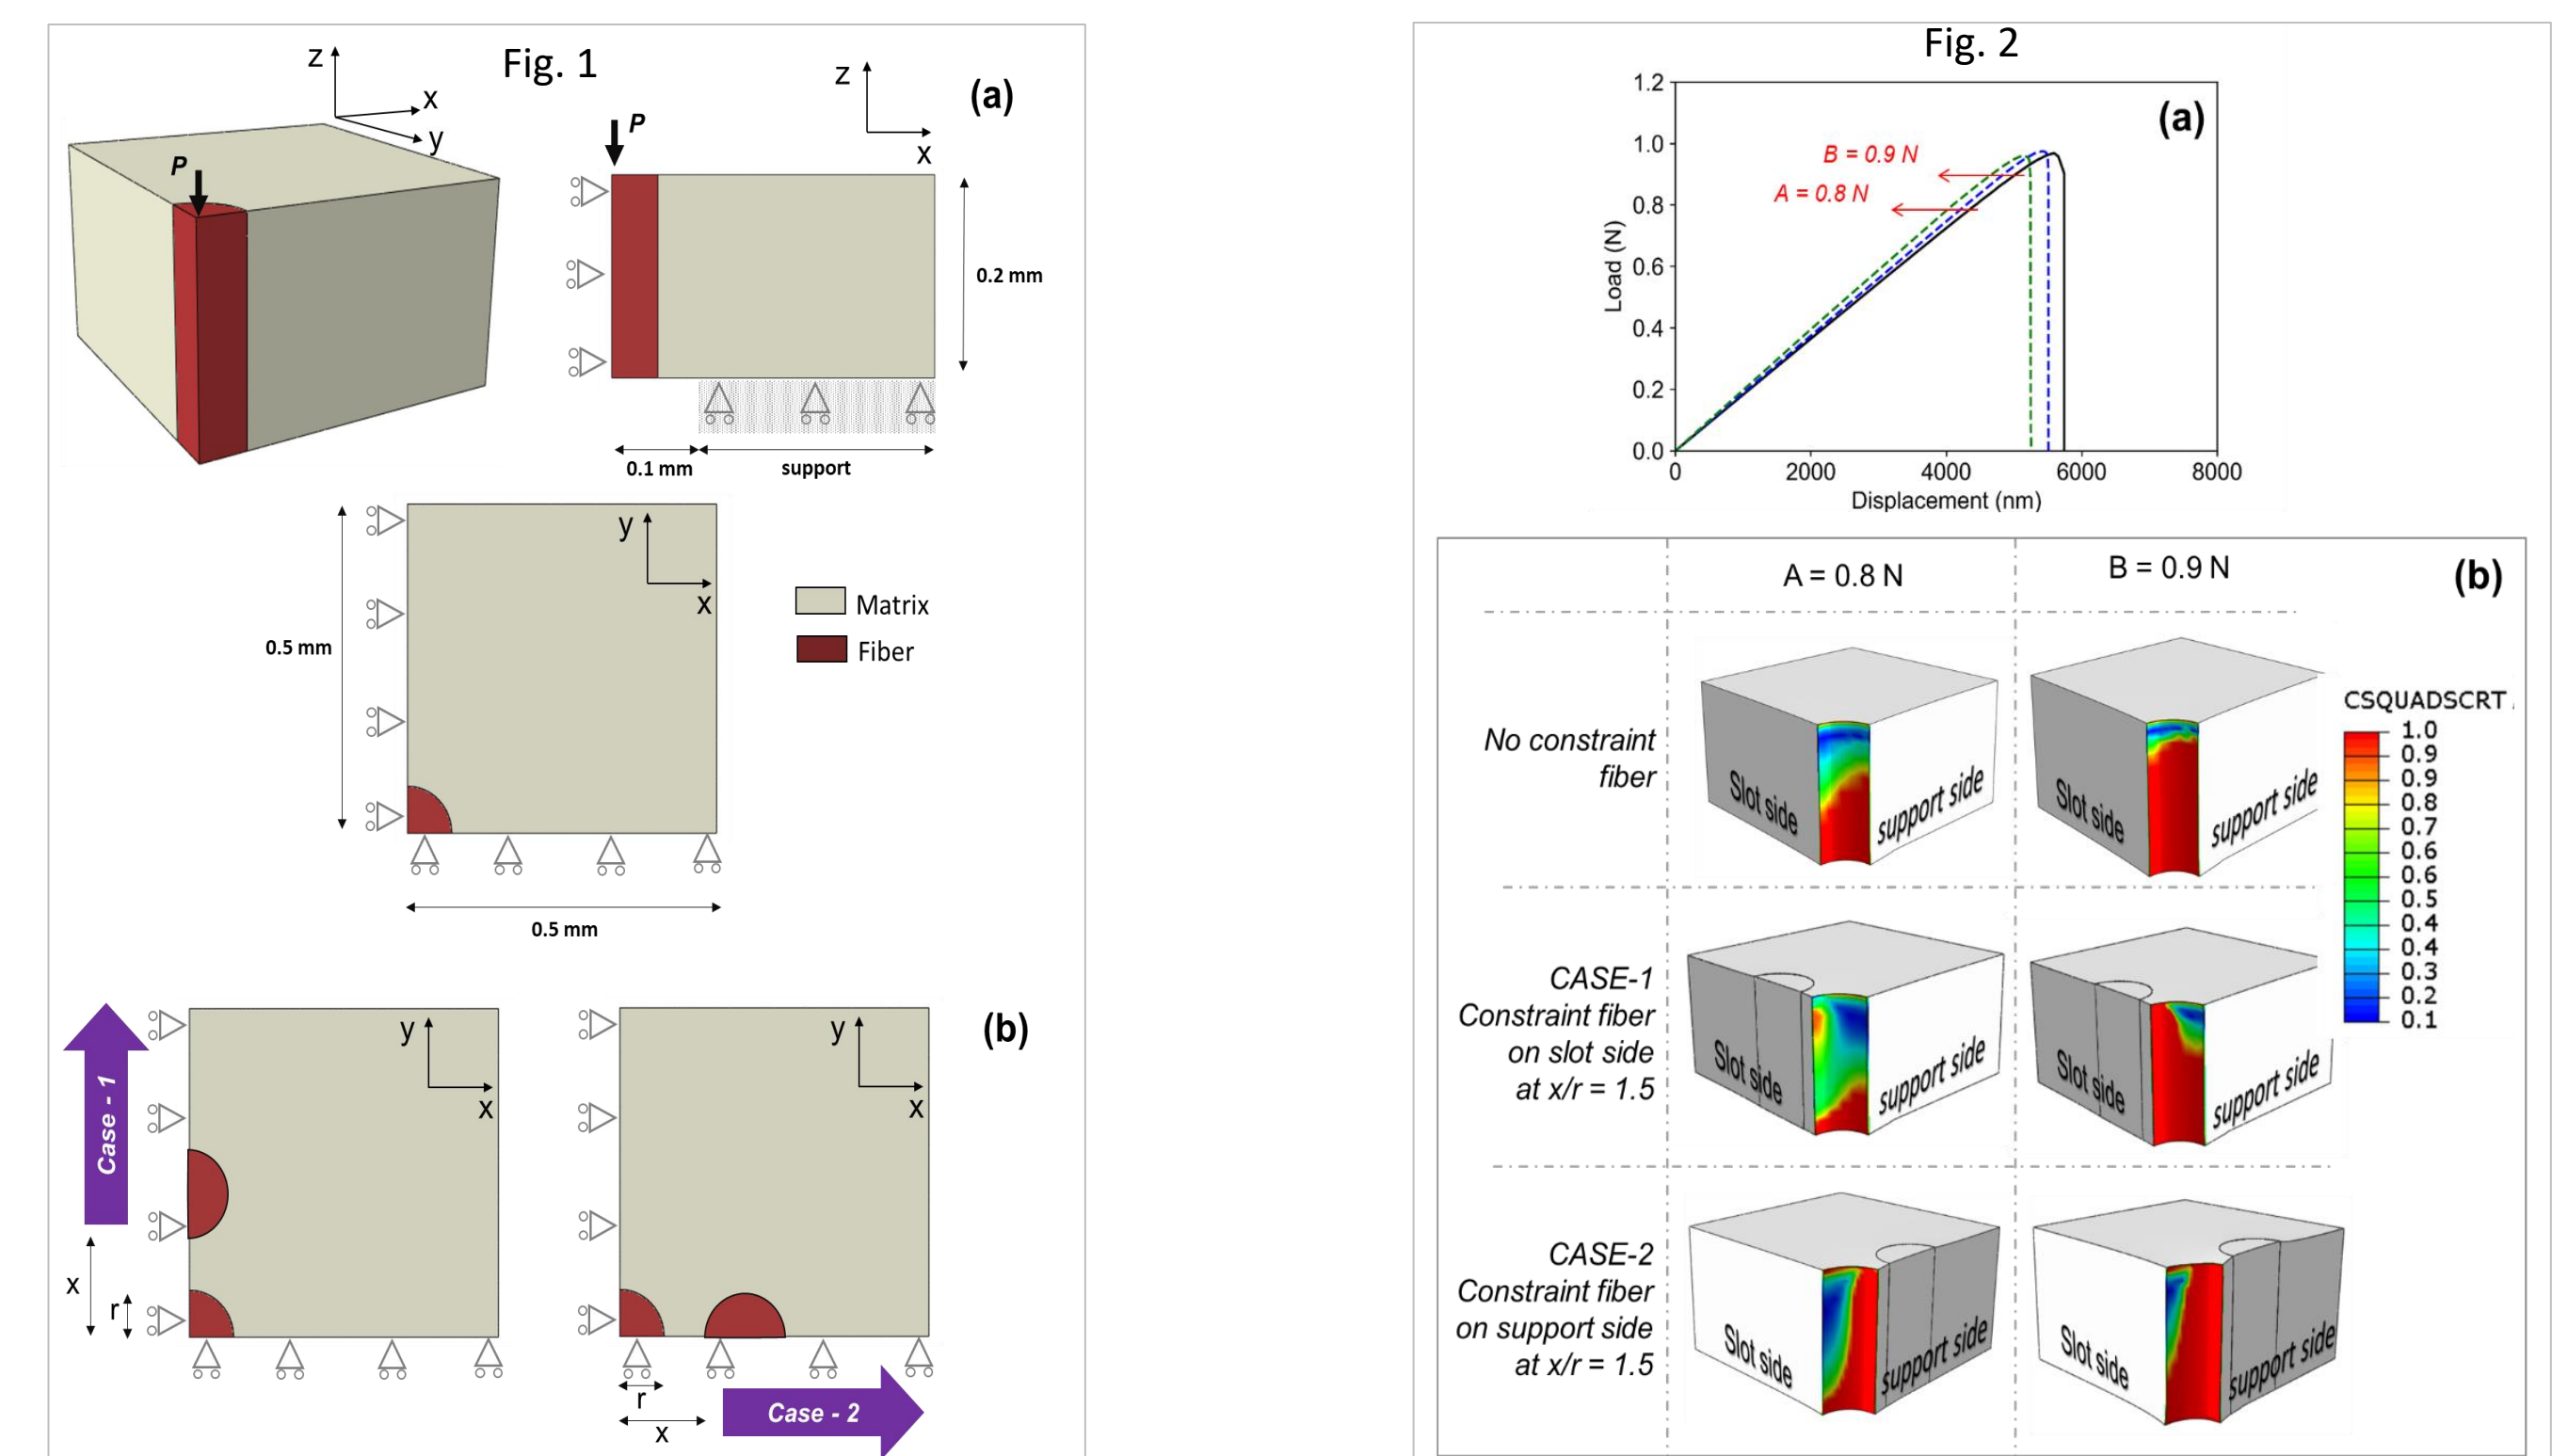 Fig. 1
(a)
z
x
y
P
P
z
x
0.2 mm
0.1 mm
support
y
x
0.5 mm
0.5 mm
Matrix
Fiber
(b)
Case - 1
y
x
x
r
y
x
r
x
Case - 2
Fig. 2
(a)
1.2
1.0
0.8
0.6
0.4
0.2
0.0
Load (N)
B = 0.9 N
A = 0.8 N
0 2000 4000 6000 8000
Displacement (nm)
(b)
A = 0.8 N
B = 0.9 N
No constraint
fiber
Slot side
support side
Slot side
support side
CASE-1
Constraint fiber
on slot side
at x/r = 1.5
Slot side
support side
Slot side
support side
CASE-2
Constraint fiber
on support side
at x/r = 1.5
Slot side
support side
Slot side
support side
CSQUADSCRT
1.0
0.9
0.9
0.8
0.7
0.6
0.6
0.5
0.4
0.4
0.3
0.2
0.1